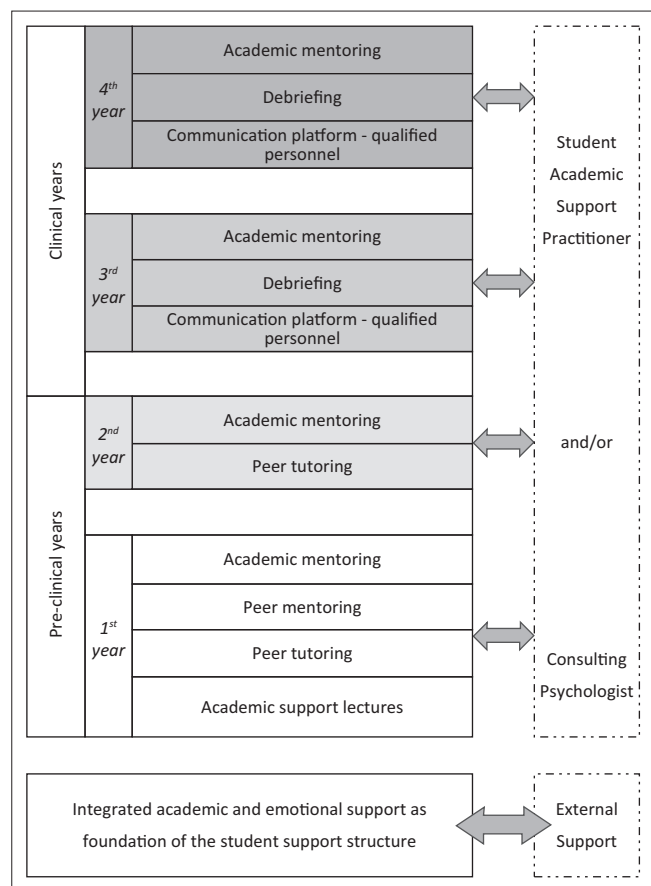 Clinical years
4th
year
Academic mentoring
Debriefing
Communication platform - qualified
personnel
3rd
year
Academic mentoring
Debriefing
Communication platform - qualified
personnel
Pre-clinical years
2nd
year
Academic mentoring
Peer tutoring
1st
year
Academic mentoring
Peer mentoring
Peer tutoring
Academic support lectures
Student
Academic
Support
Practitioner
and/or
Consulting
Psychologist
Integrated academic and emotional support as
foundation of the student support structure
External
Support